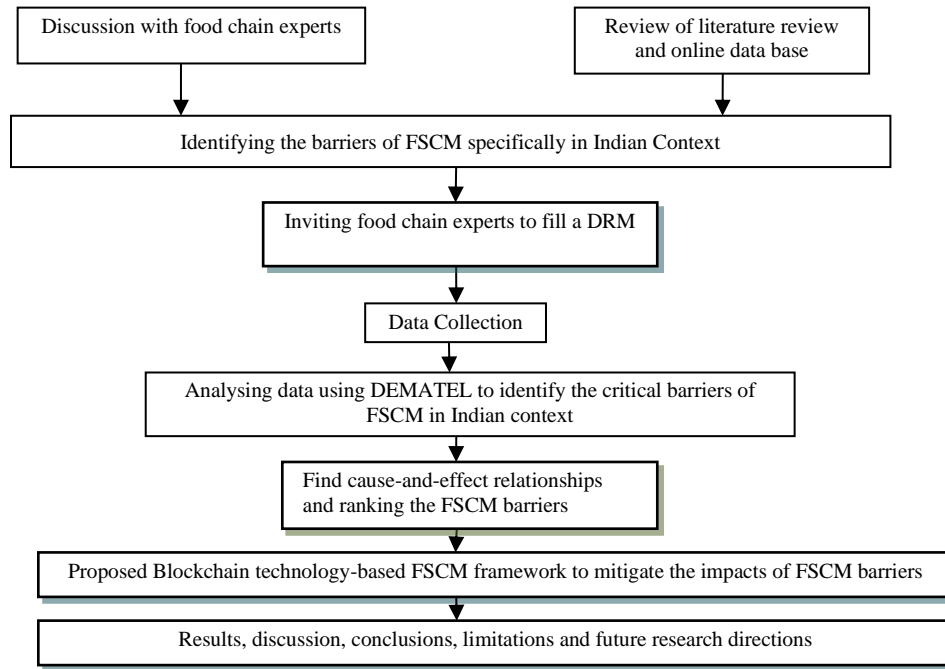 Discussion with food chain experts
Review of literature review
and online data base
Identifying the barriers of FSCM specifically in Indian Context
Inviting food chain experts to fill a DRM
Data Collection
Analysing data using DEMATEL to identify the critical barriers of
FSCM in Indian context
Find cause-and-effect relationships
and ranking the FSCM barriers
Proposed Blockchain technology-based FSCM framework to mitigate the impacts of FSCM barriers
Results, discussion, conclusions, limitations and future research directions